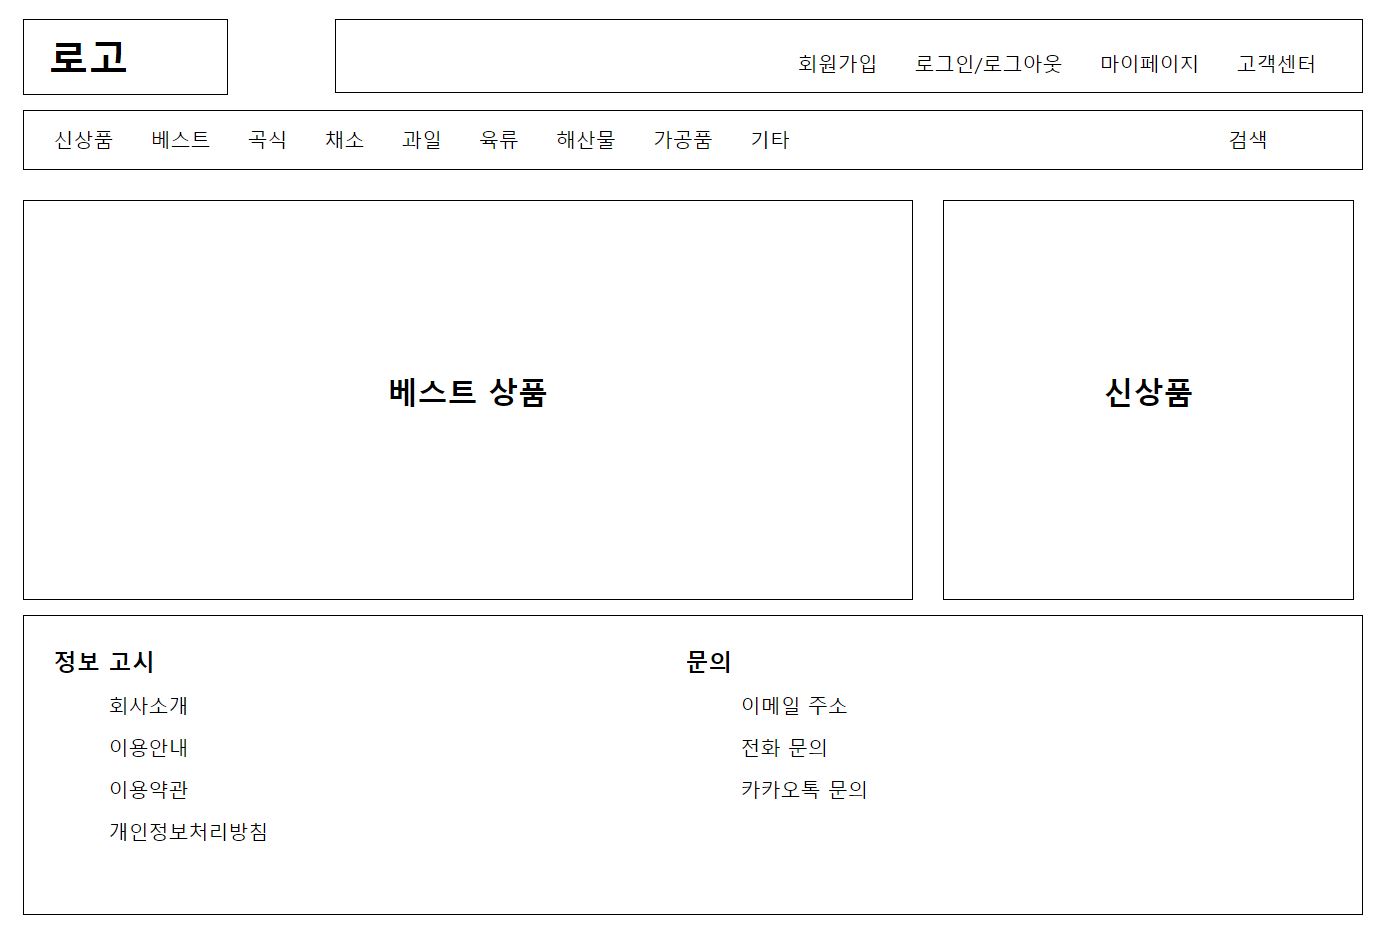 로고
회원가입 로그인/로그아웃 마이페이지 고객센터
신상품 베스트 곡식 채소 과일 육류 해산물 가공품 기타 검색
베스트 상품
신상품
정보 고시
회사소개
이용안내
이용약관
개인정보처리방침
문의
이메일 주소
전화 문의
카카오톡 문의